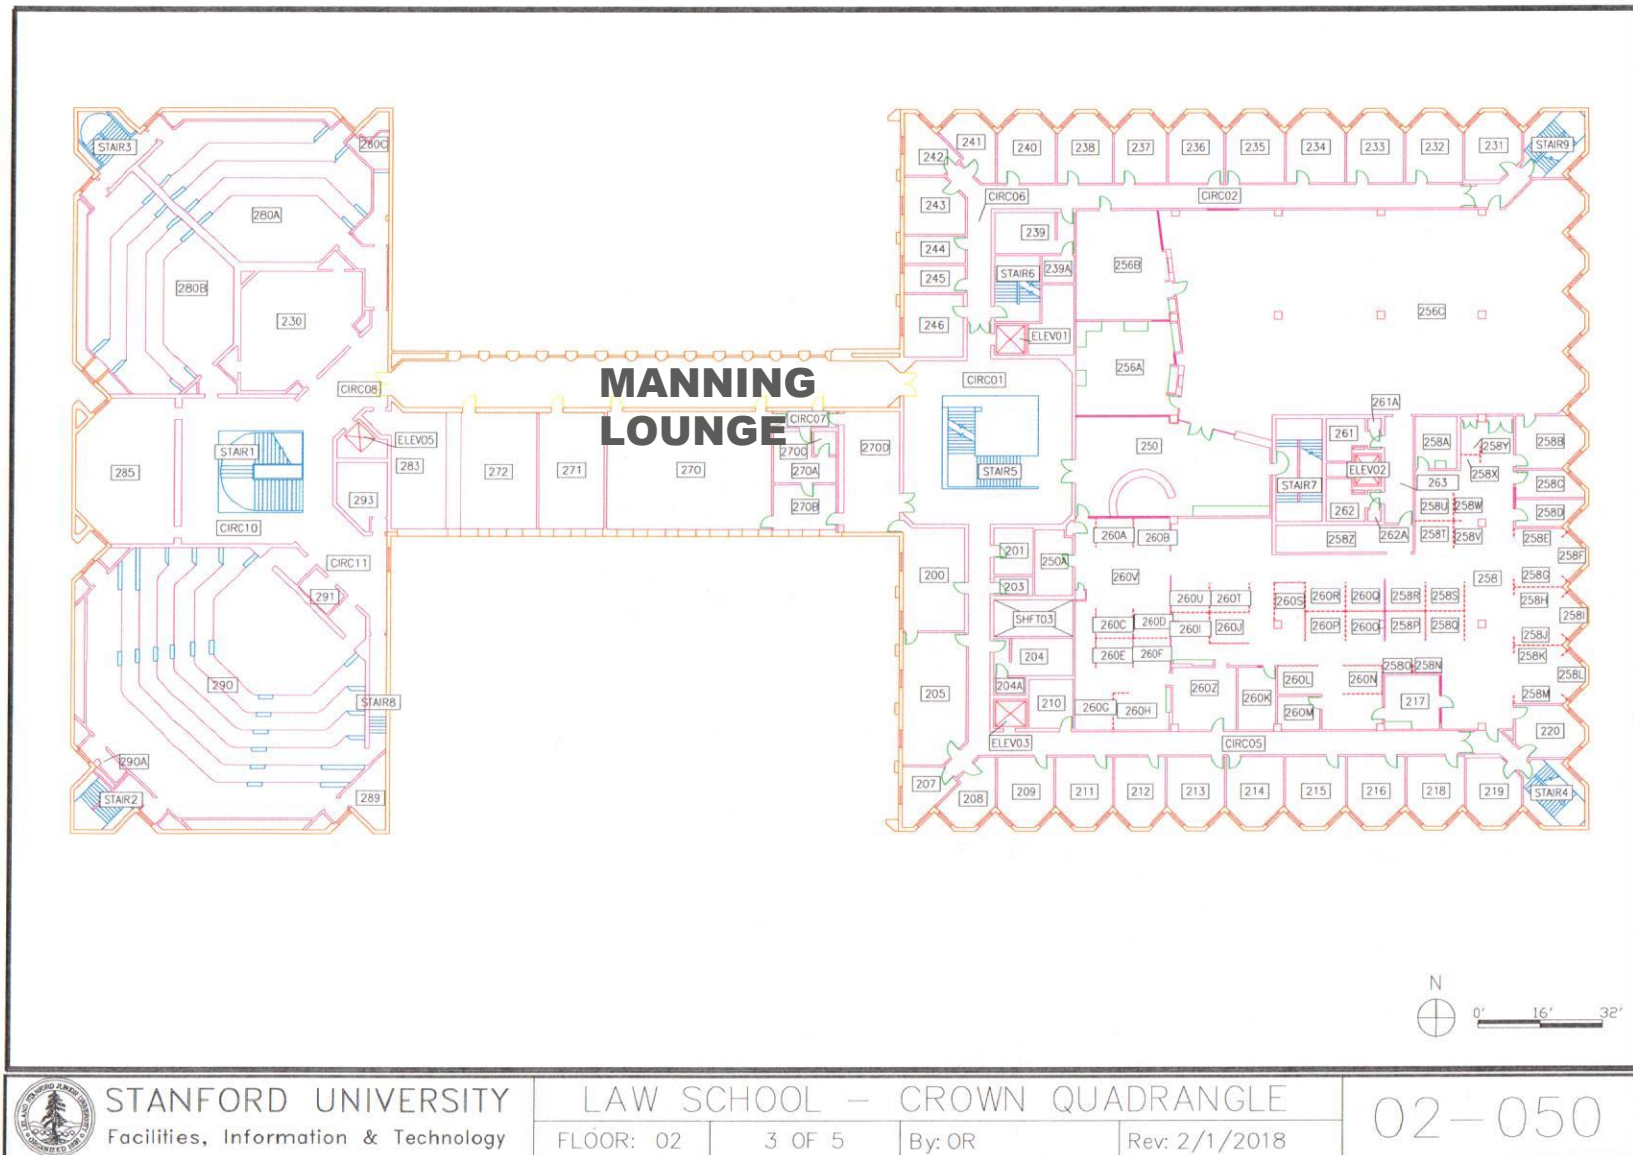 STAIR3
280C
280A
280B
230
CIRC08
ELEV05
STAIR1
285
283
293
CIRC10
272
271
270
MANNING
LOUNGE
CIRC07
270C
270A
270B
270D
CIRC11
291
290
STAIR8
290A
STAIR2
289
241
242
240
238
237
236
235
234
233
232
231
STAIR9
CIRC06
CIRC02
243
239
244
STAIR6
239A
245
256B
246
ELEV01
256C
CIRC01
256A
261A
261
258A
258Y
258B
250
STAIR5
STAIR7
ELEV02
263
258X
258C
262
258U
258W
258D
260A
260B
258Z
262A
258T
258V
258E
201
250A
258F
200
203
260V
258
258G
260U
260T
260S
260R
260Q
258R
258S
258H
SHFT03
260C
260D
260I
260J
260P
260O
258P
258Q
258I
258J
204
260E
260F
258K
258O
258N
205
204A
210
260Z
260K
260L
260N
258L
217
258M
260G
260H
260M
220
ELEV03
CIRC05
207
208
209
211
212
213
214
215
216
218
219
STAIR4
N
0' 16' 32'
STANFORD UNIVERSITY
Facilities, Information & Technology
LAW SCHOOL – CROWN QUADRANGLE
FLOOR: 02
3 OF 5
By: OR
Rev: 2/1/2018
02–050